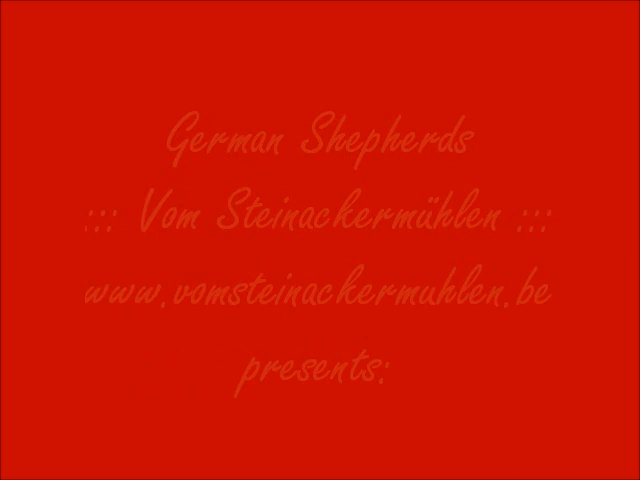 German Shepherds
::: Vom Steinackermühlen :::
www.vomsteinackermuhlen.be
presents: